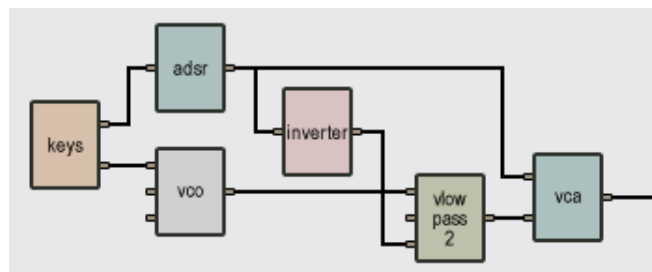 adsr
keys
inverter
vco
vlow
pass
2
vca